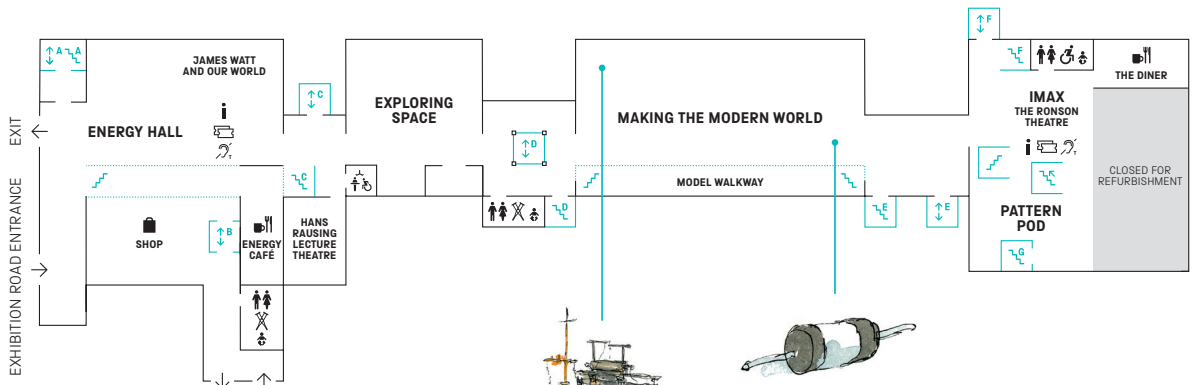 A
A
JAMES WATT
AND OUR WORLD
ENERGY HALL
EXIT
EXHIBITION ROAD ENTRANCE
C
C
T
SHOP
B
ENERGY
CAFÉ
HANS
RAUSING
LECTURE
THEATRE
EXPLORING
SPACE
D
D
MAKING THE MODERN WORLD
MODEL WALKWAY
E
E
F
F
THE DINER
IMAX
THE RONSON
THEATRE
T
PATTERN
POD
G
CLOSED FOR
REFURBISHMENT